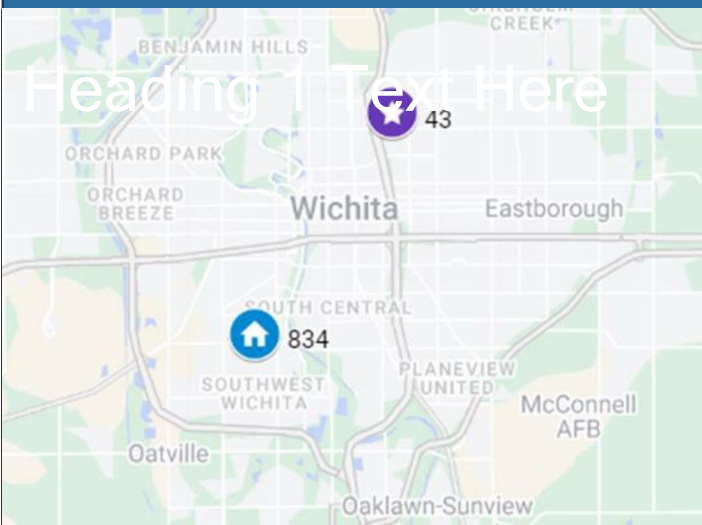 CREEK
BENJAMIN HILLS
Heading 1 Text Here
43
ORCHARD PARK
ORCHARD
BREEZE
Wichita
Eastborough
SOUTH CENTRAL
834
PLANEVIEW
UNITED
SOUTHWEST
WICHITA
McConnell
AFB
Oatville
Oaklawn-Sunview